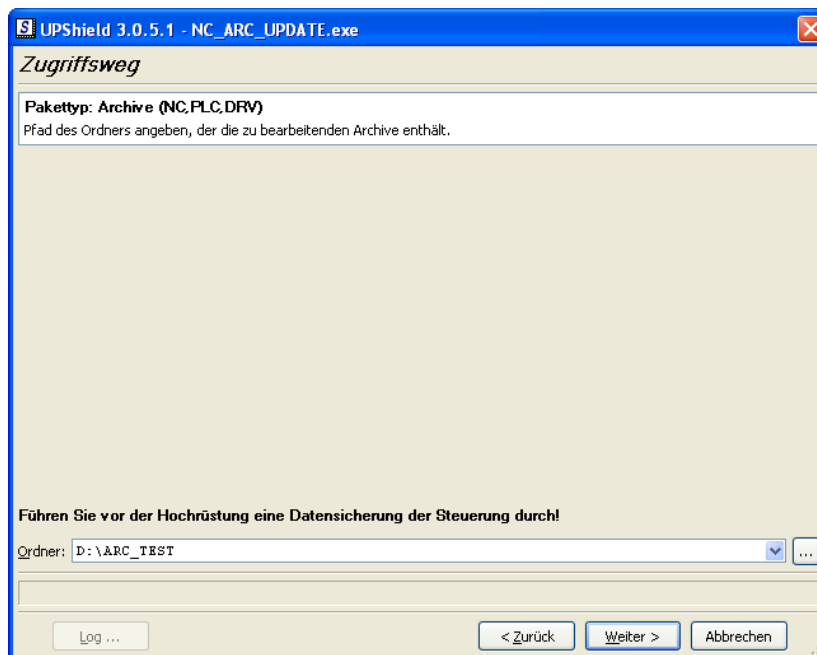 UPShield 3.0.5.1 - NC_ARC_UPDATE.exe
Zugriffsweg
Pakettyp: Archive (NC,PLC,DRV)
Pfad des Ordners angeben, der die zu bearbeitenden Archive enthält.
Führen Sie vor der Hochrüstung eine Datensicherung der Steuerung durch!
Ordner: D:\ARC_TEST ...
Log ... < Zurück Weiter > Abbrechen